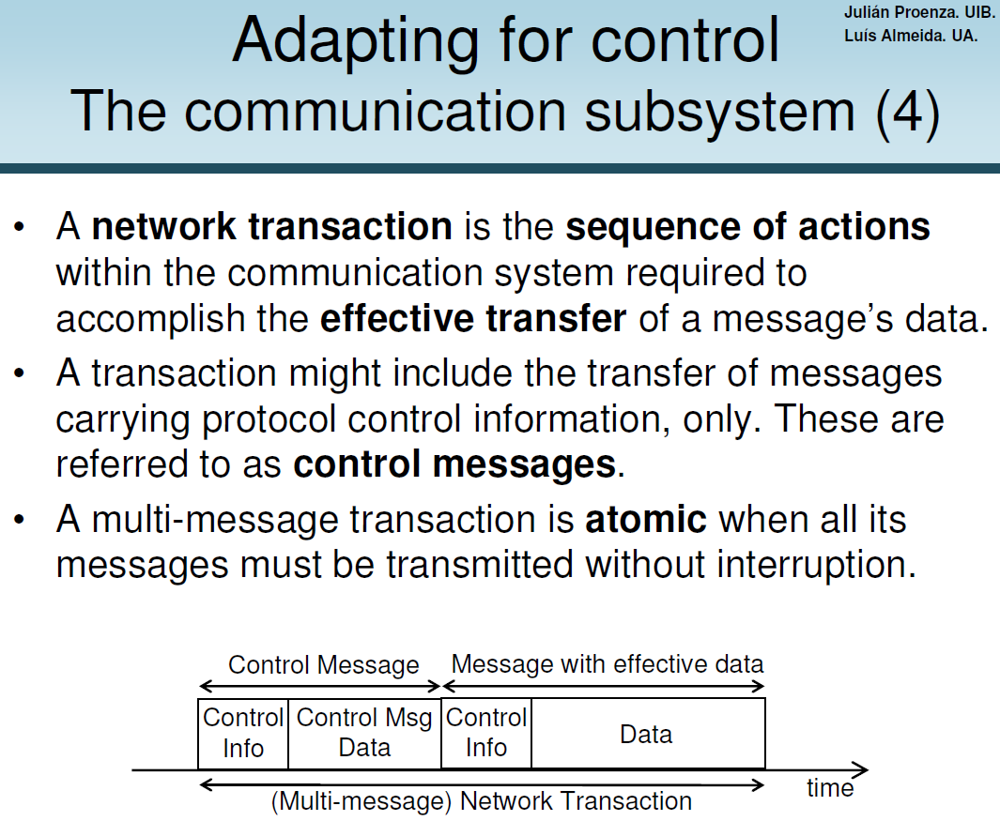 Julián Proenza. UIB.
Luís Almeida. UA.
Adapting for control
The communication subsystem (4)
• A network transaction is the sequence of actions
within the communication system required to
accomplish the effective transfer of a message’s data.
• A transaction might include the transfer of messages
carrying protocol control information, only. These are
referred to as control messages.
• A multi-message transaction is atomic when all its
messages must be transmitted without interruption.
Control Message
Message with effective data
Control
Info
Control Msg
Data
Control
Info
Data
time
(Multi-message) Network Transaction